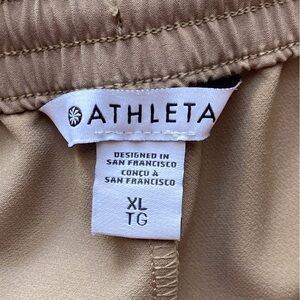 ATHLETA
DESIGNED IN
SAN FRANCISCO
CONÇU À
SAN FRANCISCO
XL
TG